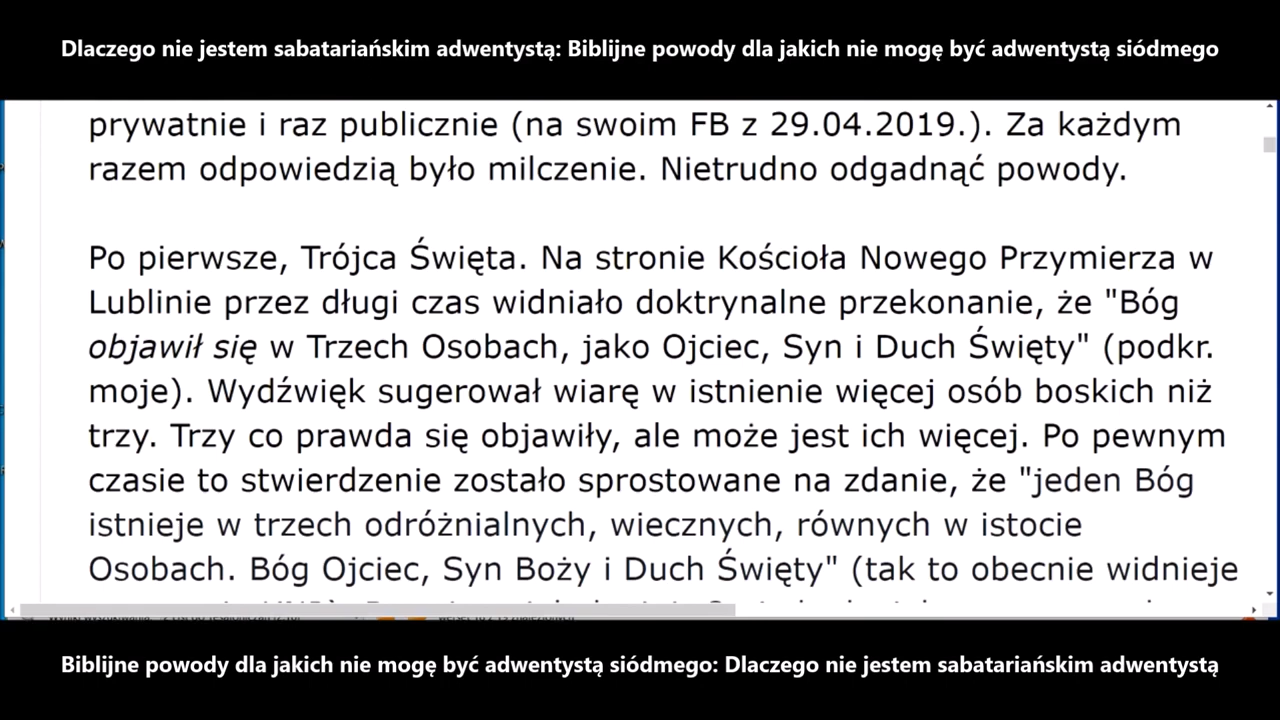 Dlaczego nie jestem sabatariańskim adwentystą: Biblijne powody dla jakich nie mogę być adwentystą siódmego
prywatnie i raz publicznie (na swoim FB z 29.04.2019.). Za każdym
razem odpowiedzią było milczenie. Nietrudno odgadnąć powody.
Po pierwsze, Trójca Święta. Na stronie Kościoła Nowego Przymierza w
Lublinie przez długi czas widniało doktrynalne przekonanie, że "Bóg
objawił się w Trzech Osobach, jako Ojciec, Syn i Duch Święty" (podkr.
moje). Wydźwięk sugerował wiarę w istnienie więcej osób boskich niż
trzy. Trzy co prawda się objawiły, ale może jest ich więcej. Po pewnym
czasie to stwierdzenie zostało sprostowane na zdanie, że "jeden Bóg
istnieje w trzech odróżnialnych, wiecznych, równych w istocie
Osobach. Bóg Ojciec, Syn Boży i Duch Święty" (tak to obecnie widnieje
Biblijne powody dla jakich nie mogę być adwentystą siódmego: Dlaczego nie jestem sabatariańskim adwentystą